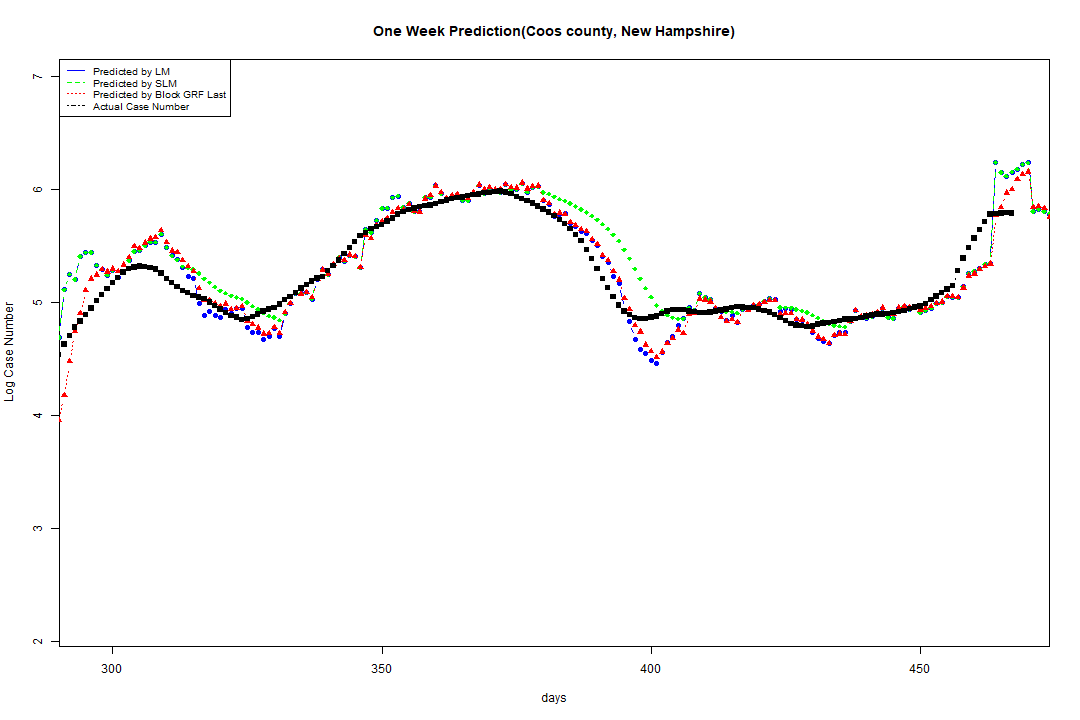 One Week Prediction(Coos county, New Hampshire)
Predicted by LM
Predicted by SLM
Predicted by Block GRF Last
Actual Case Number
7
6
5
4
3
2
Log Case Number
300
350
400
450
days